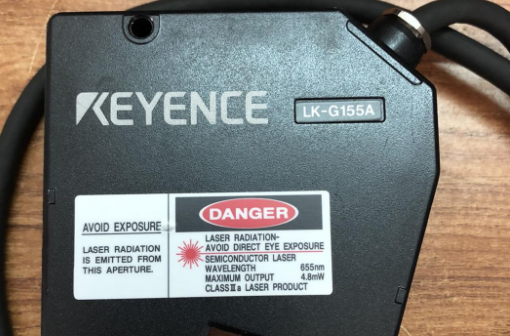 KEYENCE
LK-G155A
AVOID EXPOSURE
LASER RADIATION
IS EMITTED FROM
THIS APERTURE.
DANGER
LASER RADIATION-
AVOID DIRECT EYE EXPOSURE
SEMICONDUCTOR LASER
WAVELENGTH 655nm
MAXIMUM OUTPUT 4.8mW
CLASS Ⅲa LASER PRODUCT